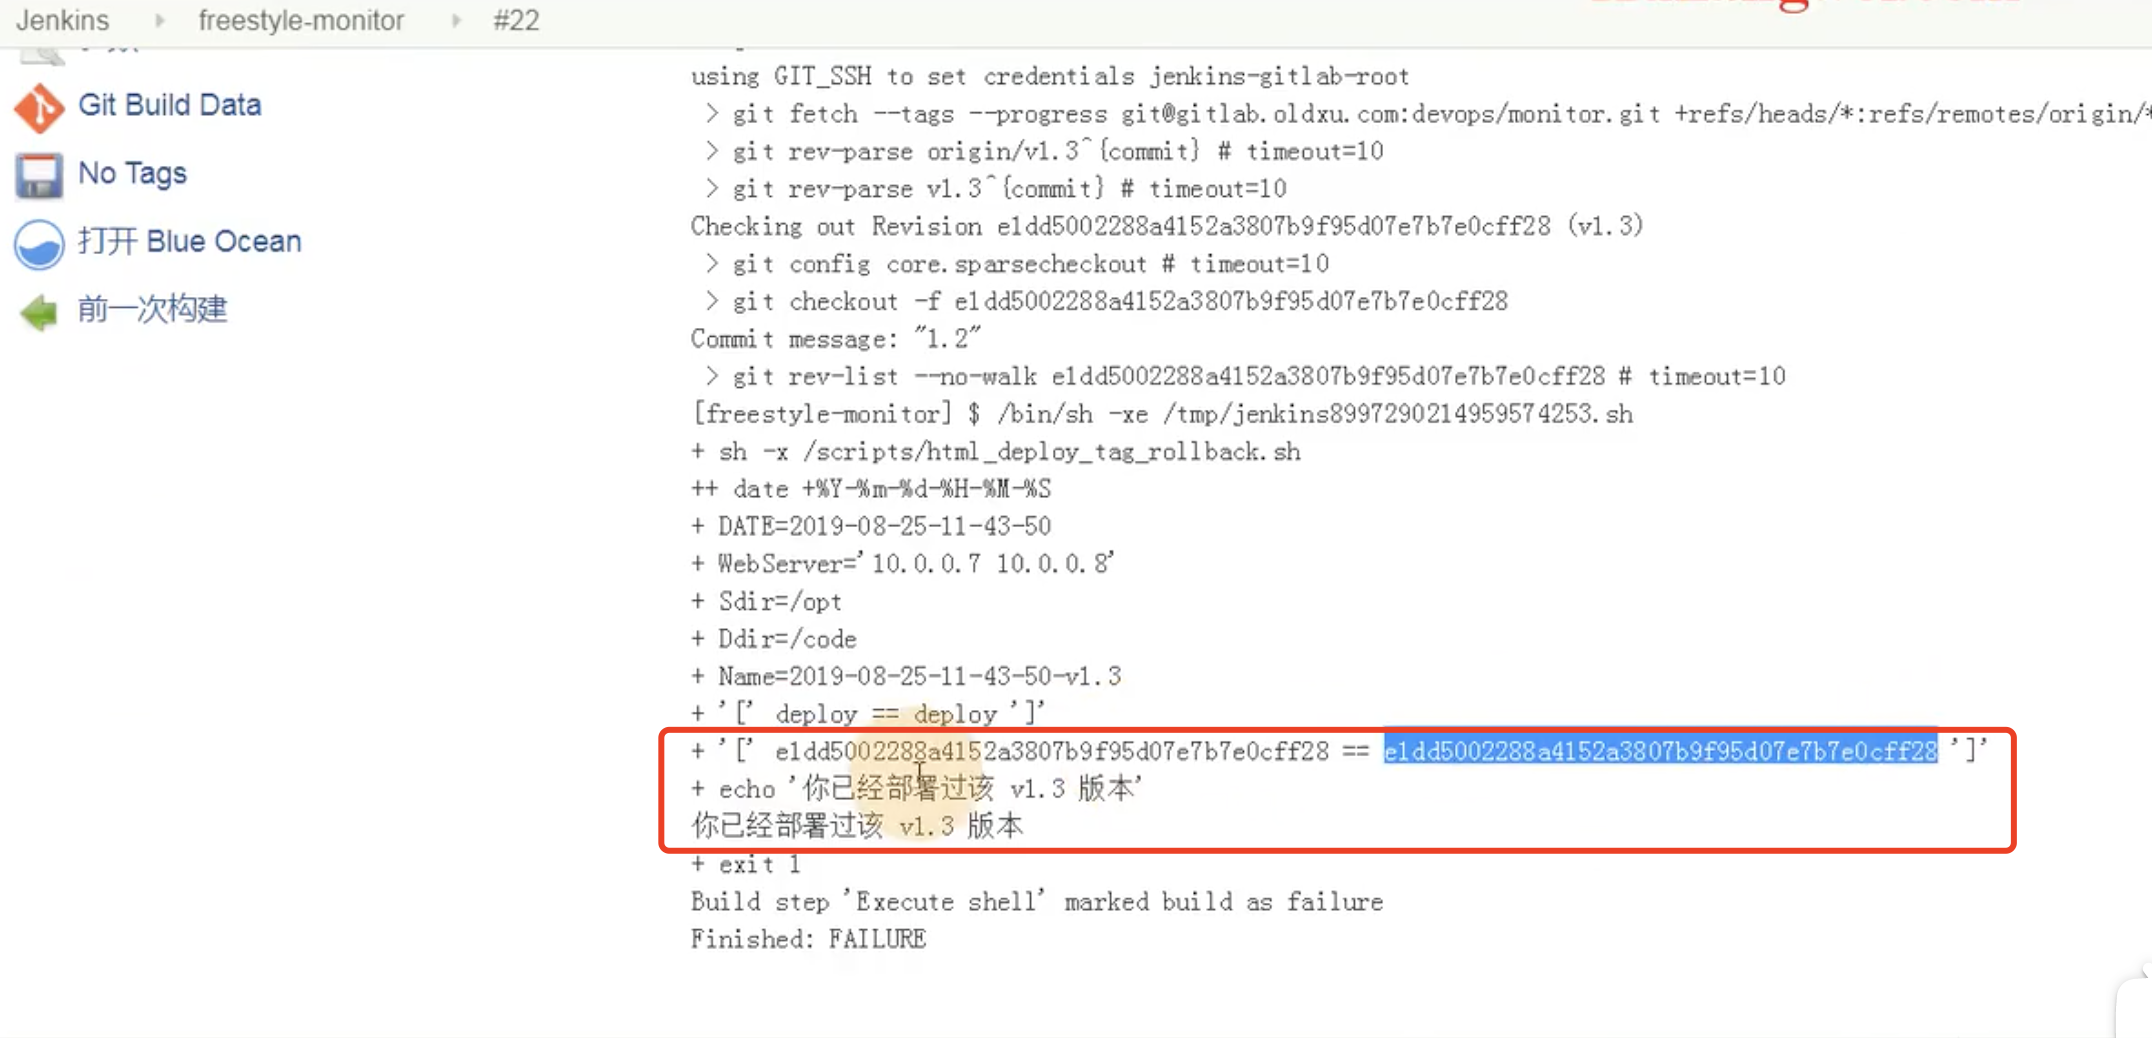 Jenkins freestyle-monitor #22
Git Build Data
No Tags
打开 Blue Ocean
前一次构建
using GIT_SSH to set credentials jenkins-gitlab-root
> git fetch --tags --progress git@gitlab.oldxu.com:devops/monitor.git +refs/heads/*:refs/remotes/origin/*
> git rev-parse origin/v1.3^{commit} # timeout=10
> git rev-parse v1.3^{commit} # timeout=10
Checking out Revision e1dd5002288a4152a3807b9f95d07e7b7e0cff28 (v1.3)
> git config core.sparsecheckout # timeout=10
> git checkout -f e1dd5002288a4152a3807b9f95d07e7b7e0cff28
Commit message: "1.2"
> git rev-list --no-walk e1dd5002288a4152a3807b9f95d07e7b7e0cff28 # timeout=10
[freestyle-monitor] $ /bin/sh -xe /tmp/jenkins8997290214959574253.sh
+ sh -x /scripts/html_deploy_tag_rollback.sh
++ date +%Y-%m-%d-%H-%M-%S
+ DATE=2019-08-25-11-43-50
+ WebServer='10.0.0.7 10.0.0.8'
+ Sdir=/opt
+ Ddir=/code
+ Name=2019-08-25-11-43-50-v1.3
+ '[' deploy == deploy ']'
+ '[' e1dd5002288a4152a3807b9f95d07e7b7e0cff28 == e1dd5002288a4152a3807b9f95d07e7b7e0cff28 ']'
+ echo '你已经部署过该 v1.3 版本'
你已经部署过该 v1.3 版本
+ exit 1
Build step 'Execute shell' marked build as failure
Finished: FAILURE